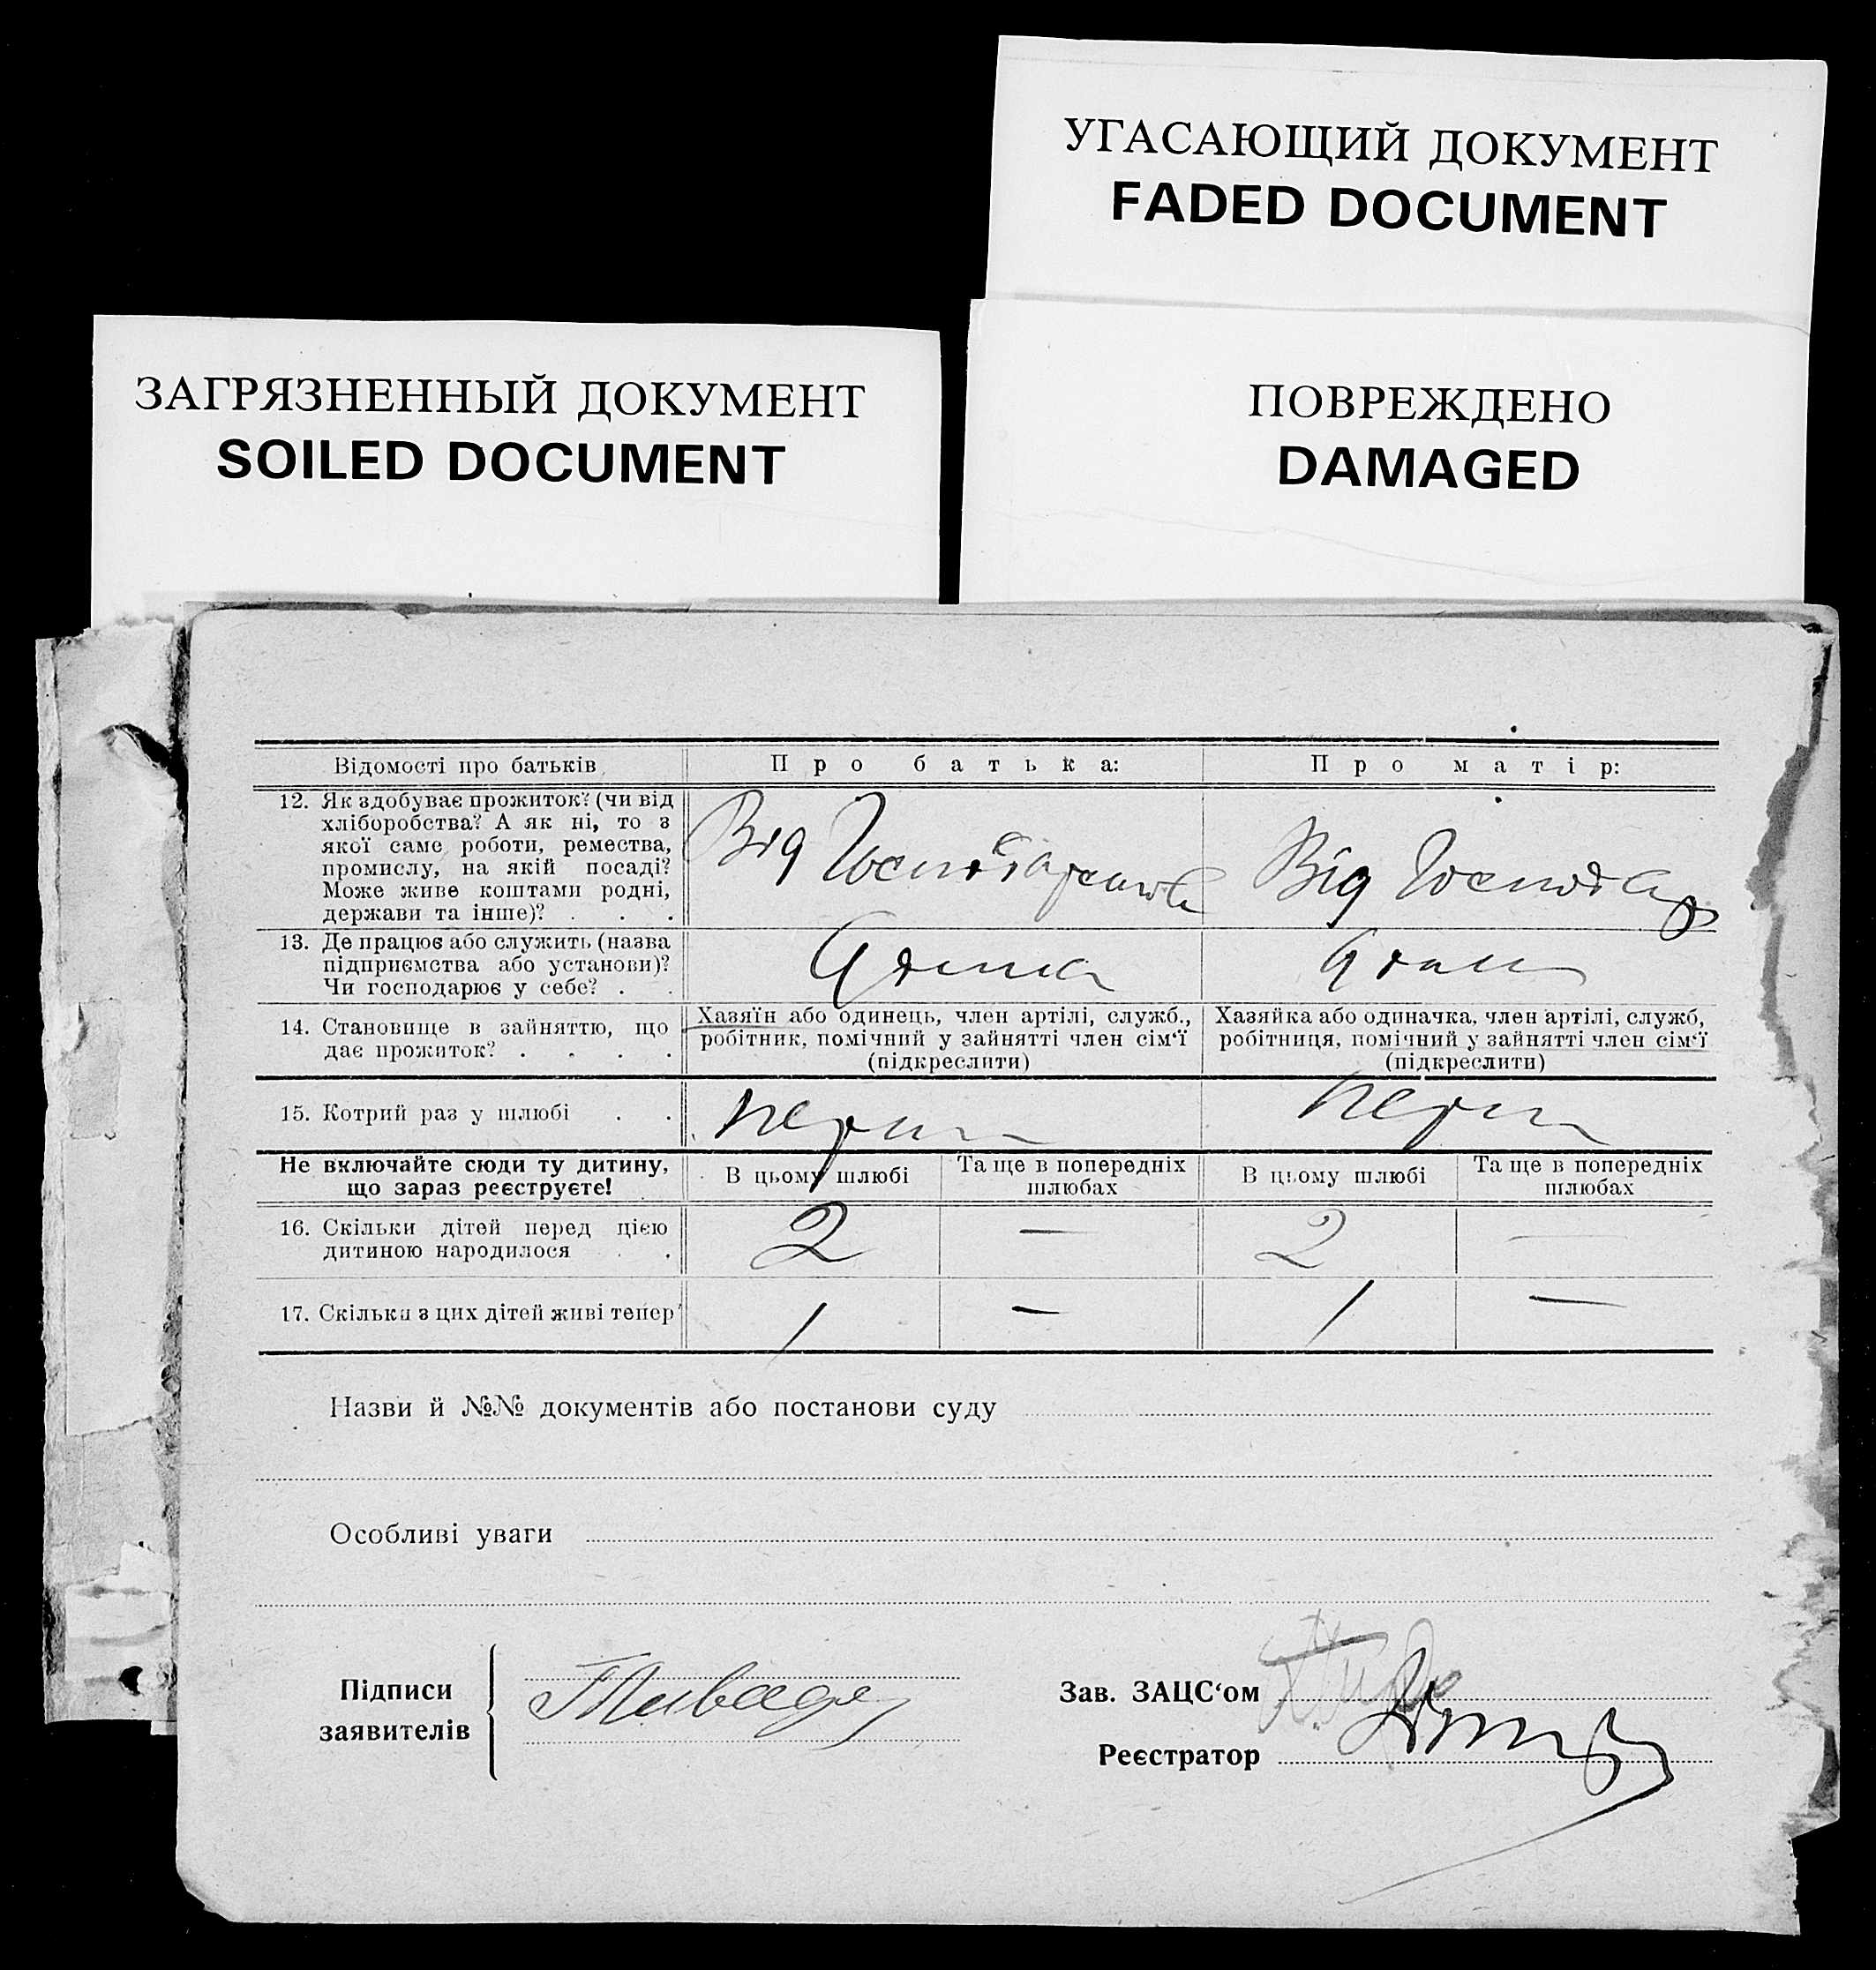 УГАСАЮЩИЙ ДОКУМЕНТ
FADED DOCUMENT
ЗАГРЯЗНЕННЫЙ ДОКУМЕНТ
SOILED DOCUMENT
ПОВРЕЖДЕНО
DAMAGED
Відомості про батьків Про батька: Про матір:
12. Як здобуває прожиток? (чи від
хліборобства? А як ні, то з
якої саме роботи, ремества,
промислу, на якій посаді?
Може живе коштами родні,
держави та інше)? . . .
Від Від
13. Де працює або служить (назва
підприємства або установи)?
Чи господарює у себе? . .
14. Становище в зайняттю, що
дає прожиток? . . . .
Хазяїн або одинець, член артілі, служб.,
робітник, помічний у зайнятті член сім‘ї
(підкреслити)
Хазяйка або одиначка, член артілі, служб,
робітниця, помічний у зайнятті член сім‘ї
(підкреслити)
15. Котрий раз у шлюбі . .
Не включайте сюди ту дитину,
що зараз реєструєте!
В цьому шлюбі
Та ще в попередніх
шлюбах
В цьому шлюбі
Та ще в попередніх
шлюбах
16. Скільки дітей перед цією
дитиною народилося . .
2 — 2 —
17. Скільки з цих дітей живі тепер?
1 — 1 —
Назви й №№ документів або постанови суду
Особливі уваги
Підписи
заявителів
Зав. ЗАЦС‘ом
Реєстратор